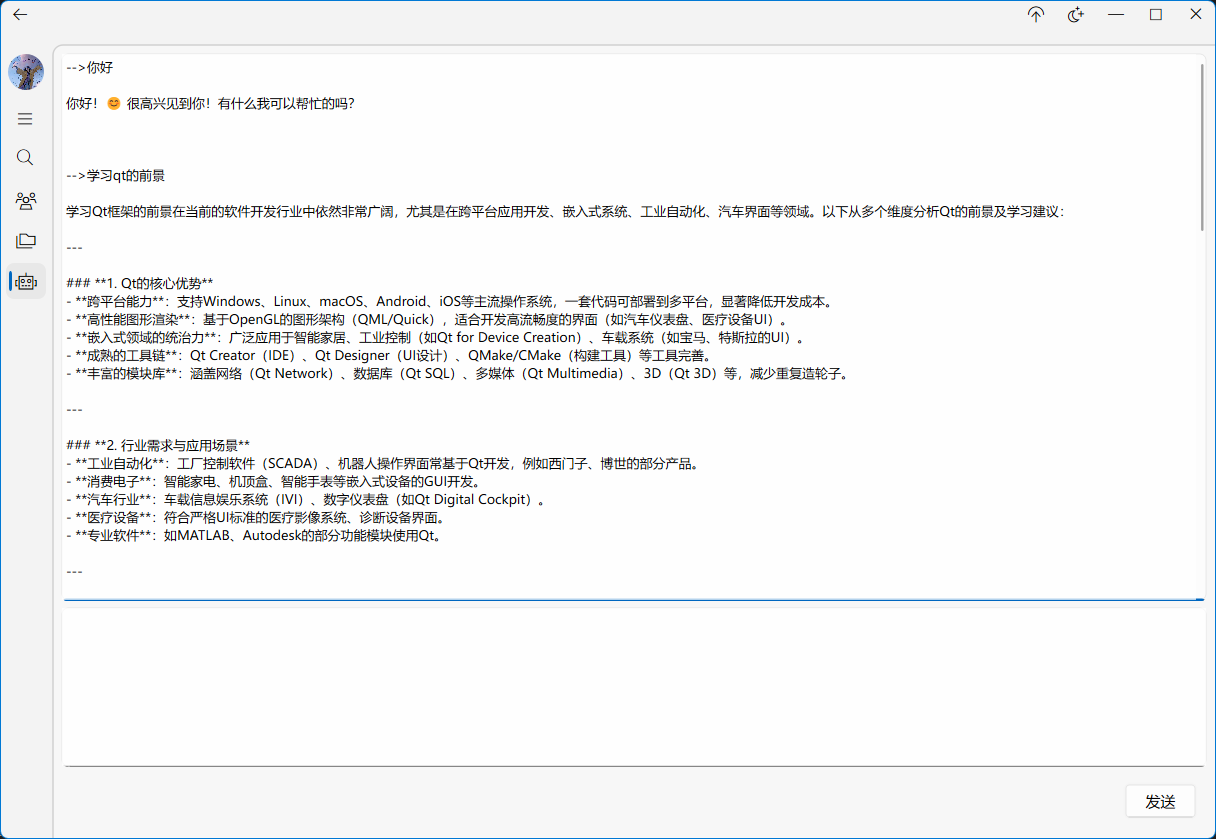 -->你好
你好！😊 很高兴见到你！有什么我可以帮忙的吗？
-->学习qt的前景
学习Qt框架的前景在当前的软件开发行业中依然非常广阔，尤其是在跨平台应用开发、嵌入式系统、工业自动化、汽车界面等领域。以下从多个维度分析Qt的前景及学习建议：
---
### **1. Qt的核心优势**
- **跨平台能力**：支持Windows、Linux、macOS、Android、iOS等主流操作系统，一套代码可部署到多平台，显著降低开发成本。
- **高性能图形渲染**：基于OpenGL的图形架构（QML/Quick），适合开发高流畅度的界面（如汽车仪表盘、医疗设备UI）。
- **嵌入式领域的统治力**：广泛应用于智能家居、工业控制（如Qt for Device Creation）、车载系统（如宝马、特斯拉的UI）。
- **成熟的工具链**：Qt Creator（IDE）、Qt Designer（UI设计）、QMake/CMake（构建工具）等工具完善。
- **丰富的模块库**：涵盖网络（Qt Network）、数据库（Qt SQL）、多媒体（Qt Multimedia）、3D（Qt 3D）等，减少重复造轮子。
---
### **2. 行业需求与应用场景**
- **工业自动化**：工厂控制软件（SCADA）、机器人操作界面常基于Qt开发，例如西门子、博世的部分产品。
- **消费电子**：智能家电、机顶盒、智能手表等嵌入式设备的GUI开发。
- **汽车行业**：车载信息娱乐系统（IVI）、数字仪表盘（如Qt Digital Cockpit）。
- **医疗设备**：符合严格UI标准的医疗影像系统、诊断设备界面。
- **专业软件**：如MATLAB、Autodesk的部分功能模块使用Qt。
---
发送